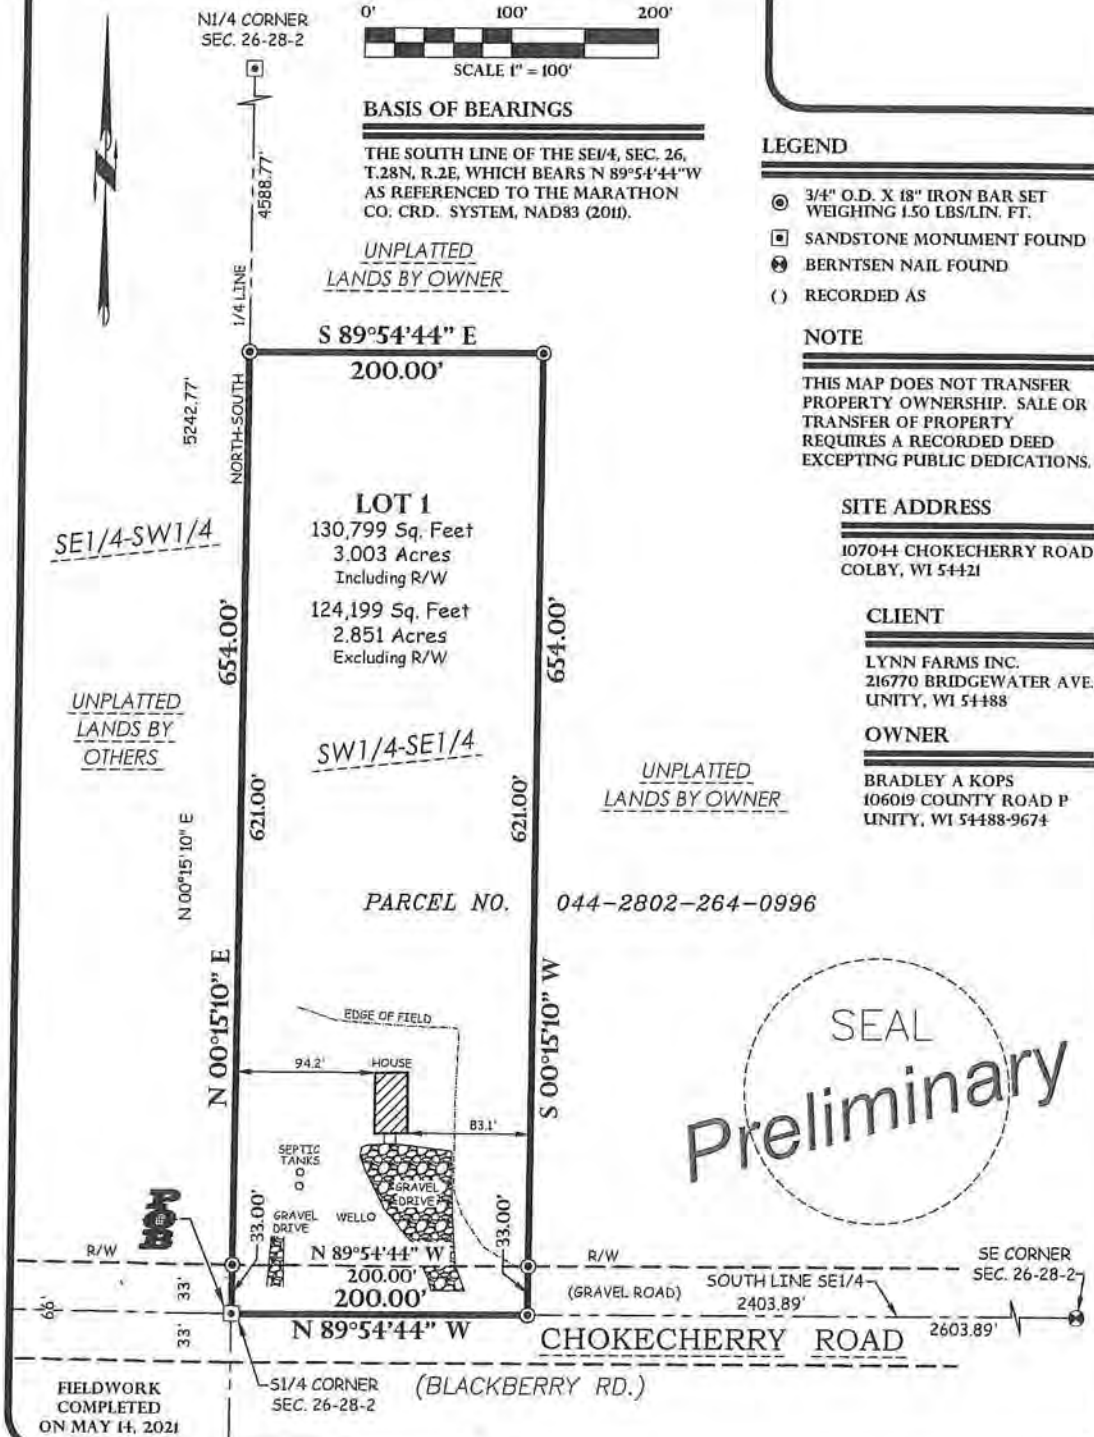 N1/4 CORNER
SEC. 26-28-2
0' 100' 200'
SCALE 1" = 100'
BASIS OF BEARINGS
THE SOUTH LINE OF THE SE1/4, SEC. 26,
T.28N, R.2E, WHICH BEARS N 89°54'44"W
AS REFERENCED TO THE MARATHON
CO. CRD. SYSTEM, NAD83 (2011).
LEGEND
3/4" O.D. X 18" IRON BAR SET
WEIGHING 1.50 LBS/LIN. FT.
SANDSTONE MONUMENT FOUND
BERNTSEN NAIL FOUND
( ) RECORDED AS
NOTE
THIS MAP DOES NOT TRANSFER
PROPERTY OWNERSHIP. SALE OR
TRANSFER OF PROPERTY
REQUIRES A RECORDED DEED
EXCEPTING PUBLIC DEDICATIONS.
SITE ADDRESS
107044 CHOKECHERRY ROAD
COLBY, WI 54421
CLIENT
LYNN FARMS INC.
216770 BRIDGEWATER AVE.
UNITY, WI 54488
OWNER
BRADLEY A KOPS
106019 COUNTY ROAD P
UNITY, WI 54488-9674
4588.77'
1/4 LINE
NORTH-SOUTH
5242.77'
UNPLATTED
LANDS BY OWNER
S 89°54'44" E
200.00'
LOT 1
130,799 Sq. Feet
3.003 Acres
Including R/W
124,199 Sq. Feet
2.851 Acres
Excluding R/W
SE1/4-SW1/4
654.00'
654.00'
UNPLATTED
LANDS BY
OTHERS
SW1/4-SE1/4
UNPLATTED
LANDS BY OWNER
621.00'
621.00'
N 00°15'10" E
PARCEL NO. 044-2802-264-0996
N 00°15'10" E
S 00°15'10" W
EDGE OF FIELD
94.2'
HOUSE
83.1'
SEPTIC
TANKS
GRAVEL
DRIVE
GRAVEL
DRIVE
WELL
33.00'
33.00'
SEAL
Preliminary
POB
R/W
N 89°54'44" W
200.00'
R/W
33'
66'
33'
200.00'
N 89°54'44" W
(GRAVEL ROAD)
SOUTH LINE SE1/4
2403.89'
2603.89'
SE CORNER
SEC. 26-28-2
CHOKECHERRY ROAD
(BLACKBERRY RD.)
S1/4 CORNER
SEC. 26-28-2
FIELDWORK
COMPLETED
ON MAY 14, 2021